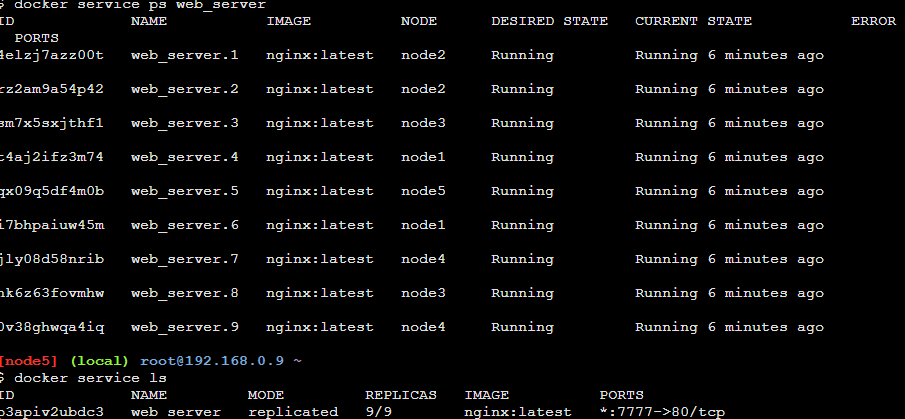 $ docker service ps web_server
ID NAME IMAGE NODE DESIRED STATE CURRENT STATE ERROR
PORTS
4elzj7azz00t web_server.1 nginx:latest node2 Running Running 6 minutes ago
rz2am9a54p42 web_server.2 nginx:latest node2 Running Running 6 minutes ago
sm7x5sxjthf1 web_server.3 nginx:latest node3 Running Running 6 minutes ago
t4aj2ifz3m74 web_server.4 nginx:latest node1 Running Running 6 minutes ago
qx09q5df4m0b web_server.5 nginx:latest node5 Running Running 6 minutes ago
i7bhpaiuw45m web_server.6 nginx:latest node1 Running Running 6 minutes ago
jly08d58nrib web_server.7 nginx:latest node4 Running Running 6 minutes ago
web_server.8 nginx:latest node3 Running Running 6 minutes ago
0v38ghwqa4iq web_server.9 nginx:latest node4 Running Running 6 minutes ago
[node5] (local) root@192.168.0.9 ~
$ docker service ls
ID NAME MODE REPLICAS IMAGE PORTS
web_server replicated 9/9 nginx:latest *:7777->80/tcp